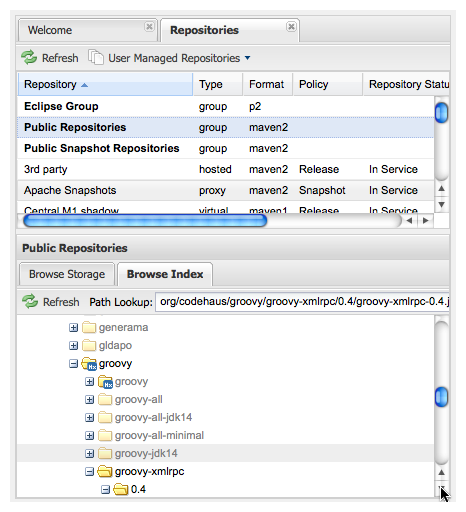 Welcome Repositories
Refresh User Managed Repositories
Repository Type Format Policy Repository Statu
Eclipse Group group p2
Public Repositories group maven2
Public Snapshot Repositories group maven2
3rd party hosted maven2 Release In Service
Apache Snapshots proxy maven2 Snapshot In Service
Central M1 shadow virtual maven1 Release In Service
Public Repositories
Browse Storage Browse Index
Refresh Path Lookup: org/codehaus/groovy/groovy-xmlrpc/0.4/groovy-xmlrpc-0.4.j
generama
gldapo
groovy
groovy
groovy-all
groovy-all-jdk14
groovy-all-minimal
groovy-jdk14
groovy-xmlrpc
0.4